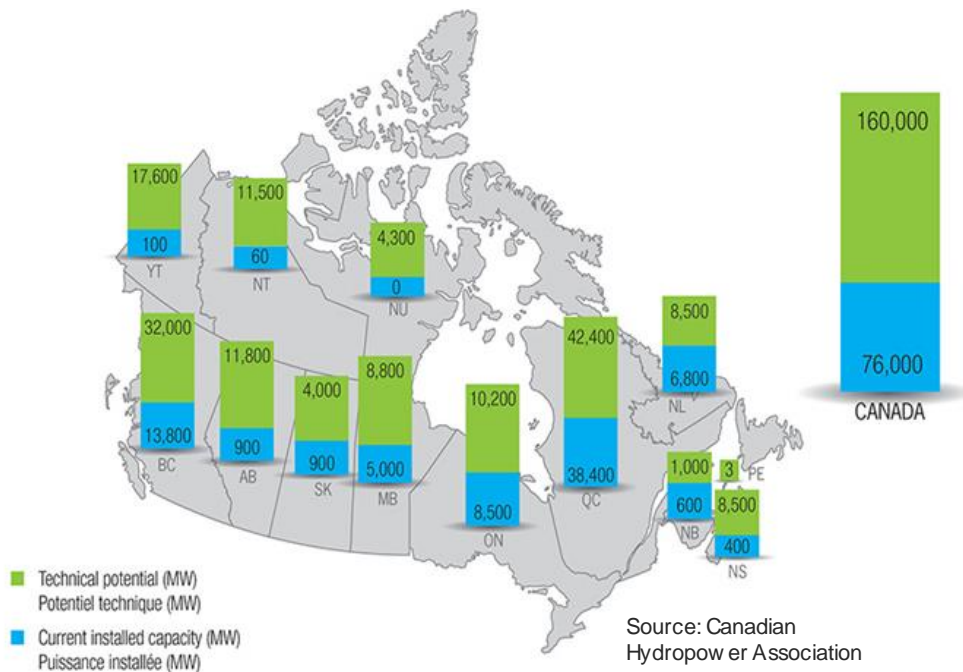 160,000
76,000
CANADA
17,600
100
YT
11,500
60
NT
4,300
0
NU
32,000
13,800
BC
11,800
900
AB
4,000
900
SK
8,800
5,000
MB
10,200
8,500
ON
42,400
38,400
QC
8,500
6,800
NL
1,000
600
NB
3
PE
8,500
400
NS
Technical potential (MW)
Potentiel technique (MW)
Current installed capacity (MW)
Puissance installée (MW)
Source: Canadian
Hydropower Association